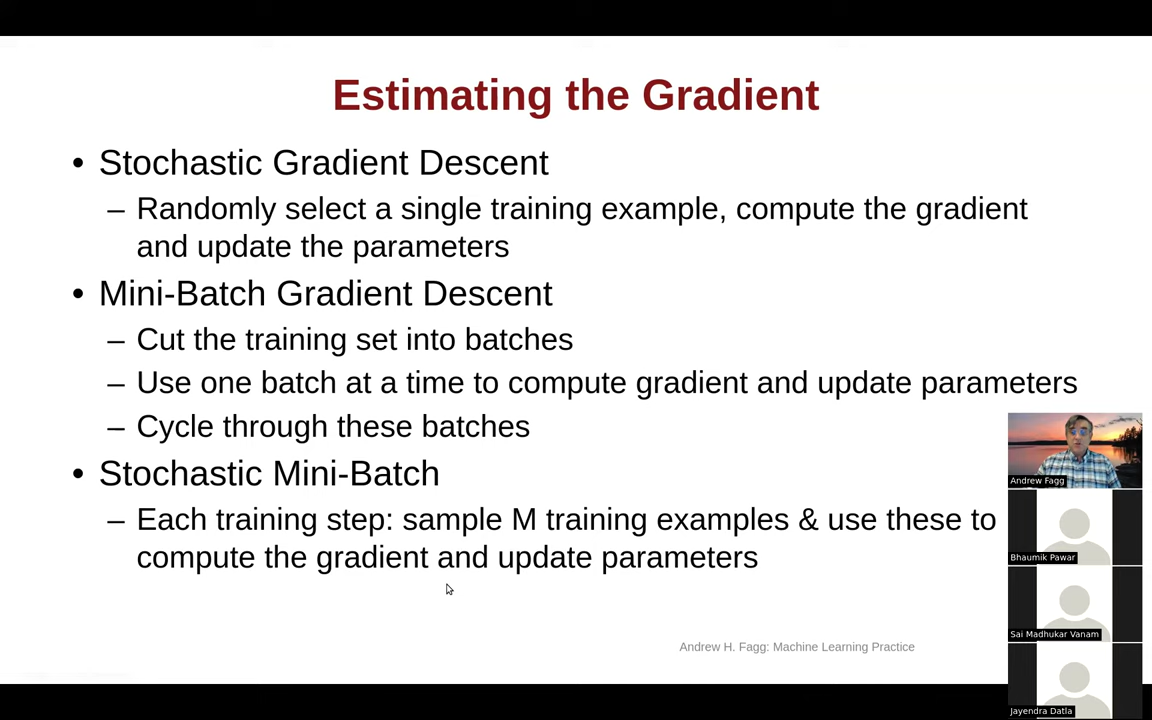 Estimating the Gradient
• Stochastic Gradient Descent
– Randomly select a single training example, compute the gradient
and update the parameters
• Mini-Batch Gradient Descent
– Cut the training set into batches
– Use one batch at a time to compute gradient and update parameters
– Cycle through these batches
• Stochastic Mini-Batch
– Each training step: sample M training examples & use these to
compute the gradient and update parameters
Andrew H. Fagg: Machine Learning Practice
Andrew Fagg
Bhaumik Pawar
Sai Madhukar Vanam
Jayendra Datla